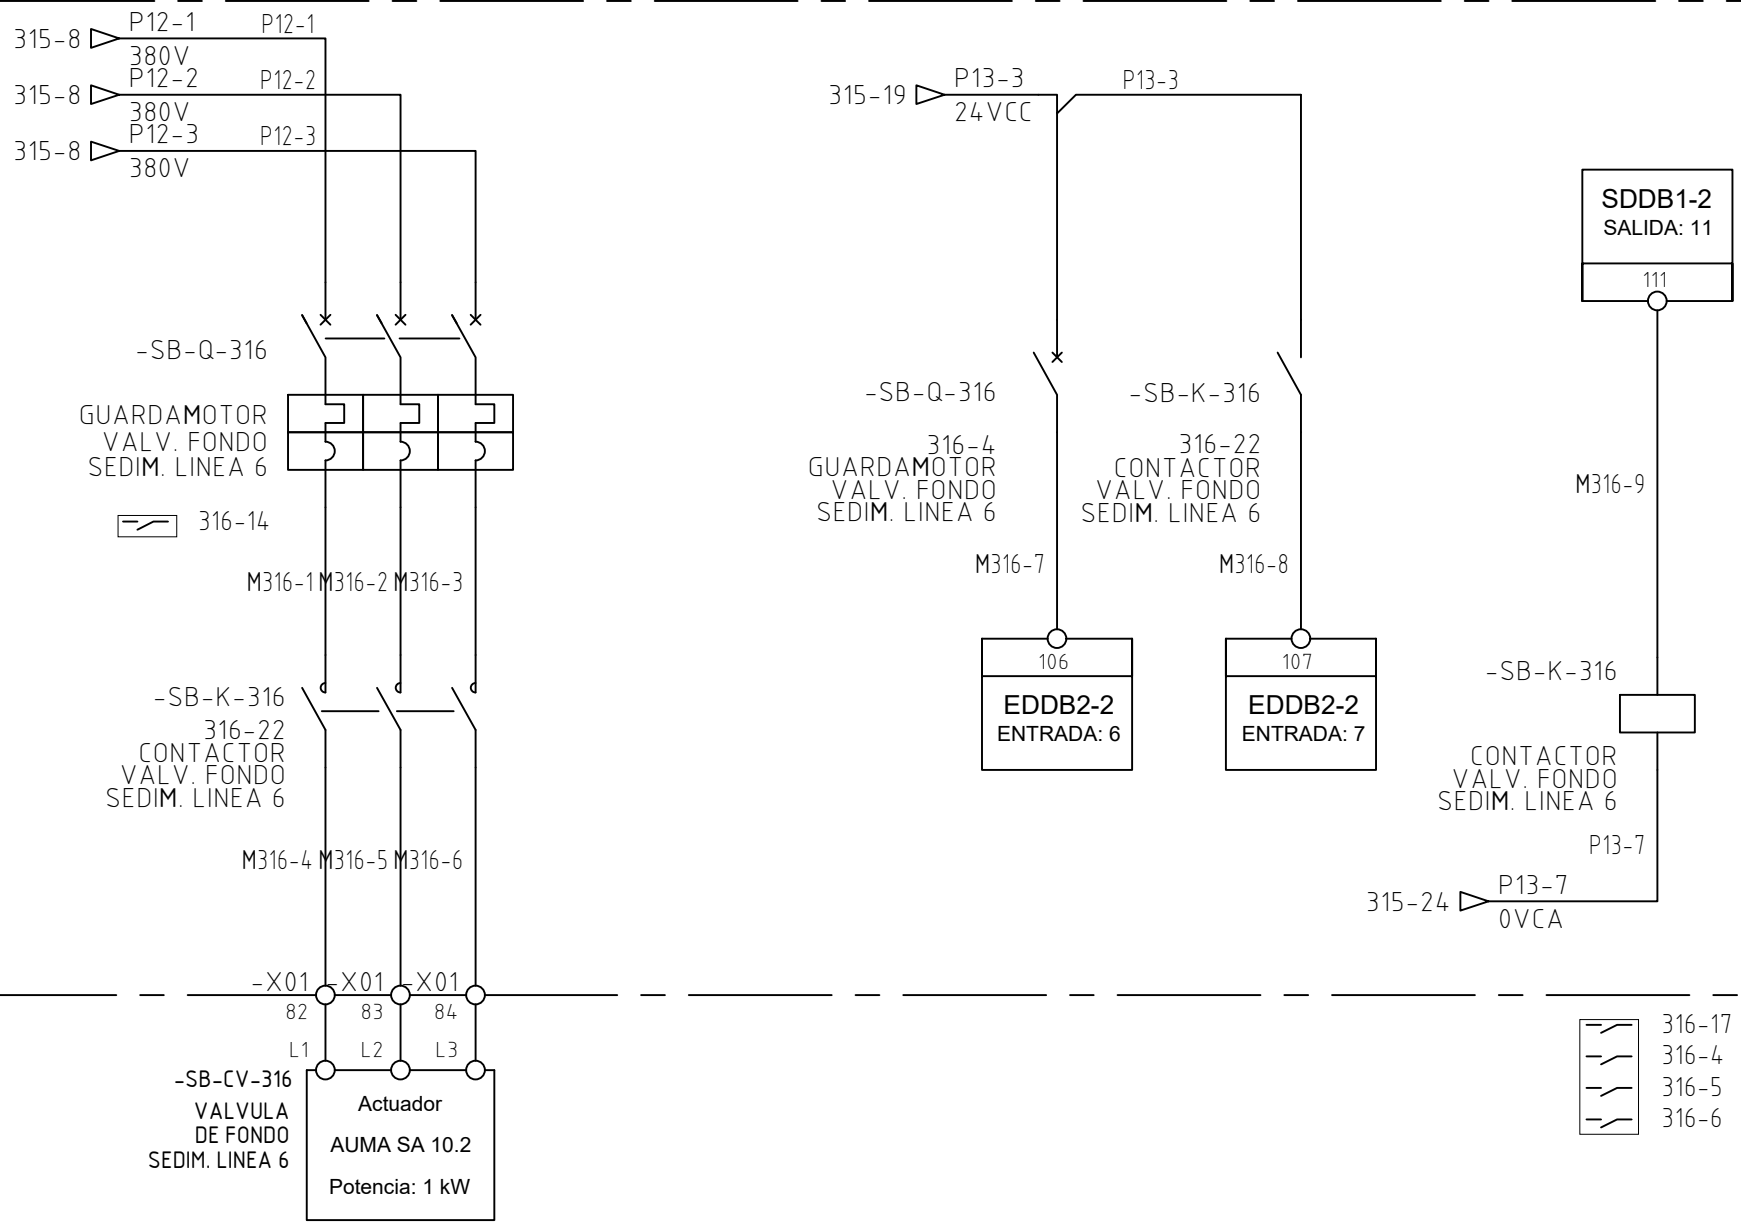 315-8 P12-1 P12-1
380V
315-8 P12-2 P12-2
380V
315-8 P12-3 P12-3
380V
-SB-Q-316
GUARDAMOTOR
VALV. FONDO
SEDIM. LINEA 6
316-14
M316-1 M316-2 M316-3
-SB-K-316
316-22
CONTACTOR
VALV. FONDO
SEDIM. LINEA 6
M316-4 M316-5 M316-6
-X01 -X01 -X01
82 83 84
L1 L2 L3
-SB-CV-316
VALVULA
DE FONDO
SEDIM. LINEA 6
Actuador
AUMA SA 10.2
Potencia: 1 kW
315-19 P13-3 P13-3
24VCC
-SB-Q-316
316-4
GUARDAMOTOR
VALV. FONDO
SEDIM. LINEA 6
M316-7
106
EDDB2-2
ENTRADA: 6
-SB-K-316
316-22
CONTACTOR
VALV. FONDO
SEDIM. LINEA 6
M316-8
107
EDDB2-2
ENTRADA: 7
SDDB1-2
SALIDA: 11
111
M316-9
-SB-K-316
CONTACTOR
VALV. FONDO
SEDIM. LINEA 6
P13-7
315-24 P13-7
0VCA
316-17
316-4
316-5
316-6